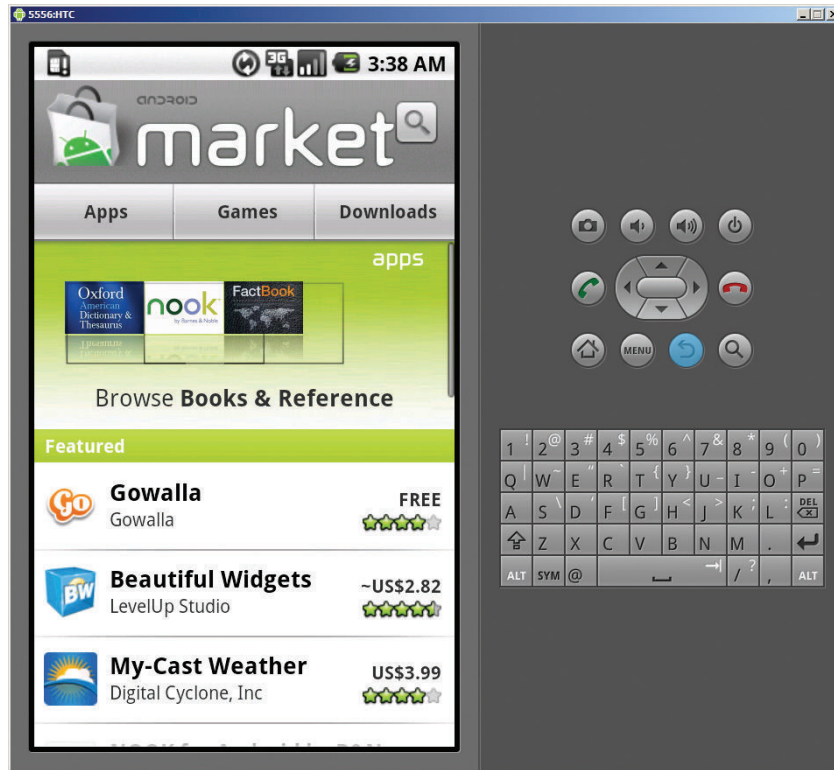 5556:HTC
3G 3:38 AM
android
market
Apps Games Downloads
apps
Oxford
American
Dictionary &
Thesaurus
nook
by Barnes & Noble
FactBook
Browse Books & Reference
Featured
Gowalla
Gowalla
FREE
Beautiful Widgets
LevelUp Studio
~US$2.82
My-Cast Weather
Digital Cyclone, Inc
US$3.99
GO
BW
MENU
1 ! 2 @ 3 # 4 $ 5 % 6 ^ 7 & 8 * 9 ( 0 )
Q | W ~ E " R ` T { Y } U _ I - O + P =
A S \ D ' F [ G ] H < J > K ; L : DEL
Z X C V B N M .
ALT SYM @ / ? , ALT